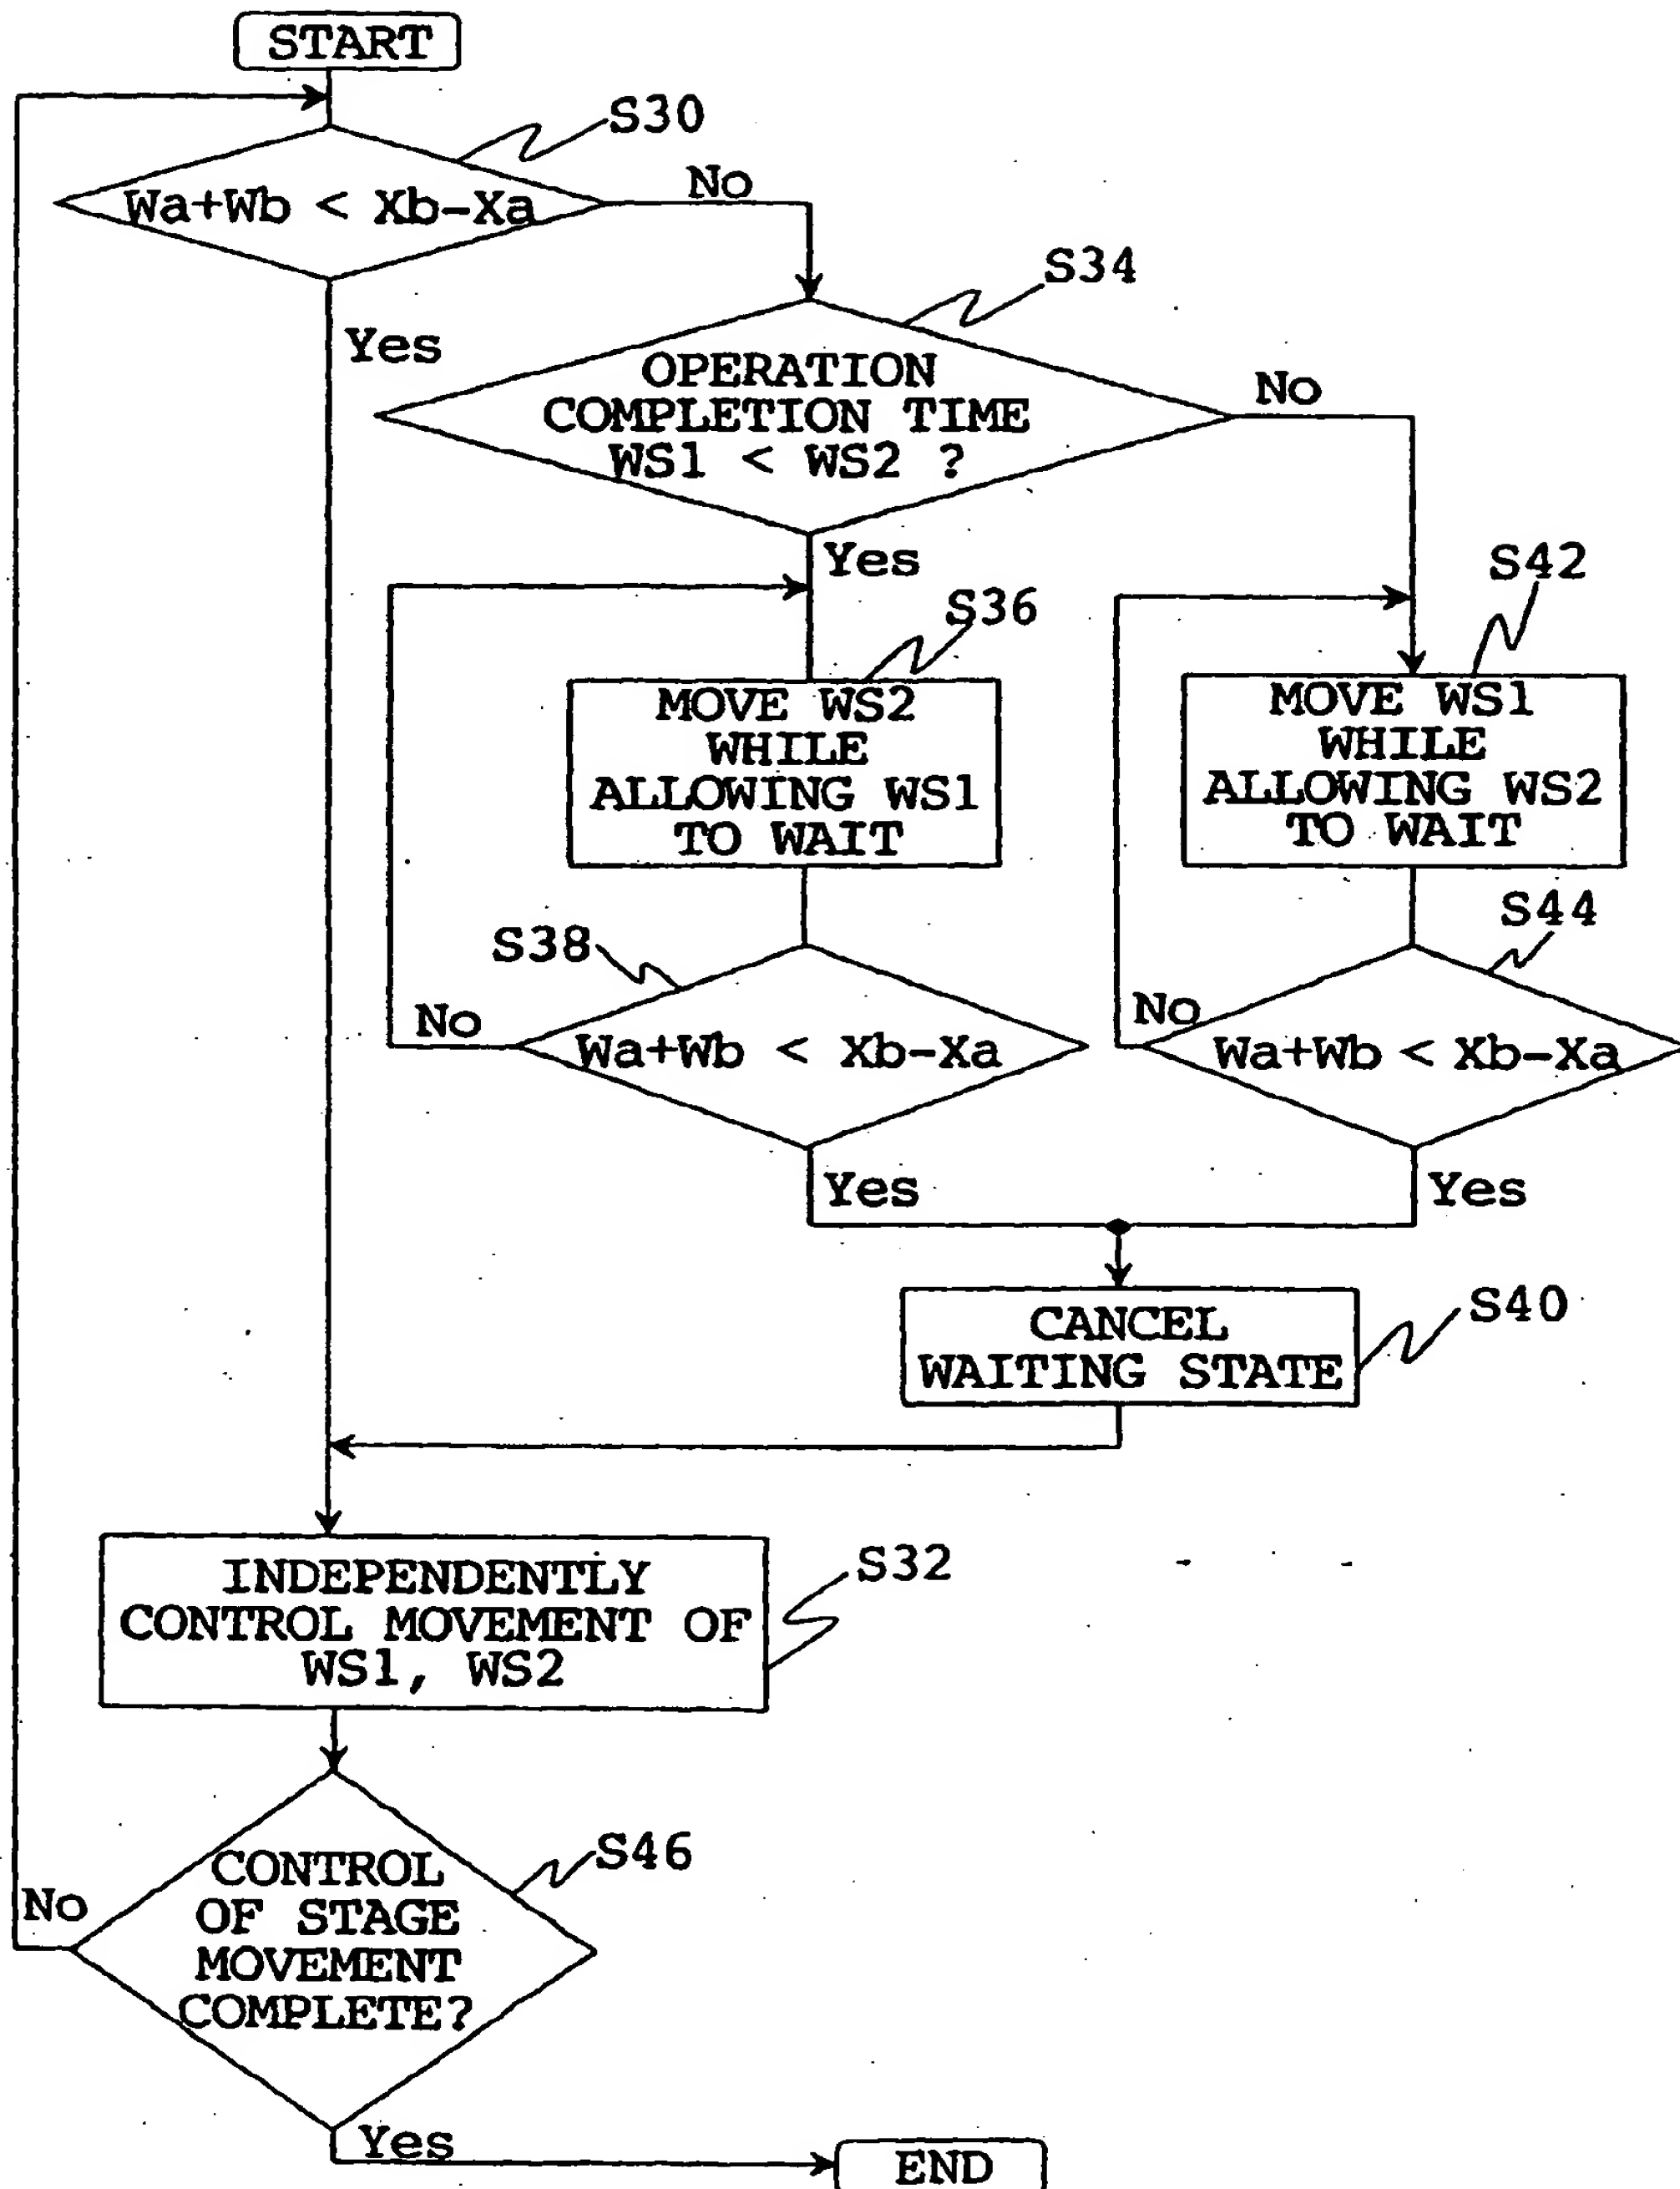 START
S30
Wa+Wb < Xb-Xa
No
S34
Yes
OPERATION
COMPLETION TIME
WS1 < WS2 ?
No
Yes
S42
S36
MOVE WS2
WHILE
ALLOWING WS1
TO WAIT
MOVE WS1
WHILE
ALLOWING WS2
TO WAIT
S38
S44
No
Wa+Wb < Xb-Xa
No
Wa+Wb < Xb-Xa
Yes
Yes
CANCEL
WAITING STATE
S40
INDEPENDENTLY
CONTROL MOVEMENT OF
WS1, WS2
S32
CONTROL
OF STAGE
MOVEMENT
COMPLETE?
S46
No
Yes
END